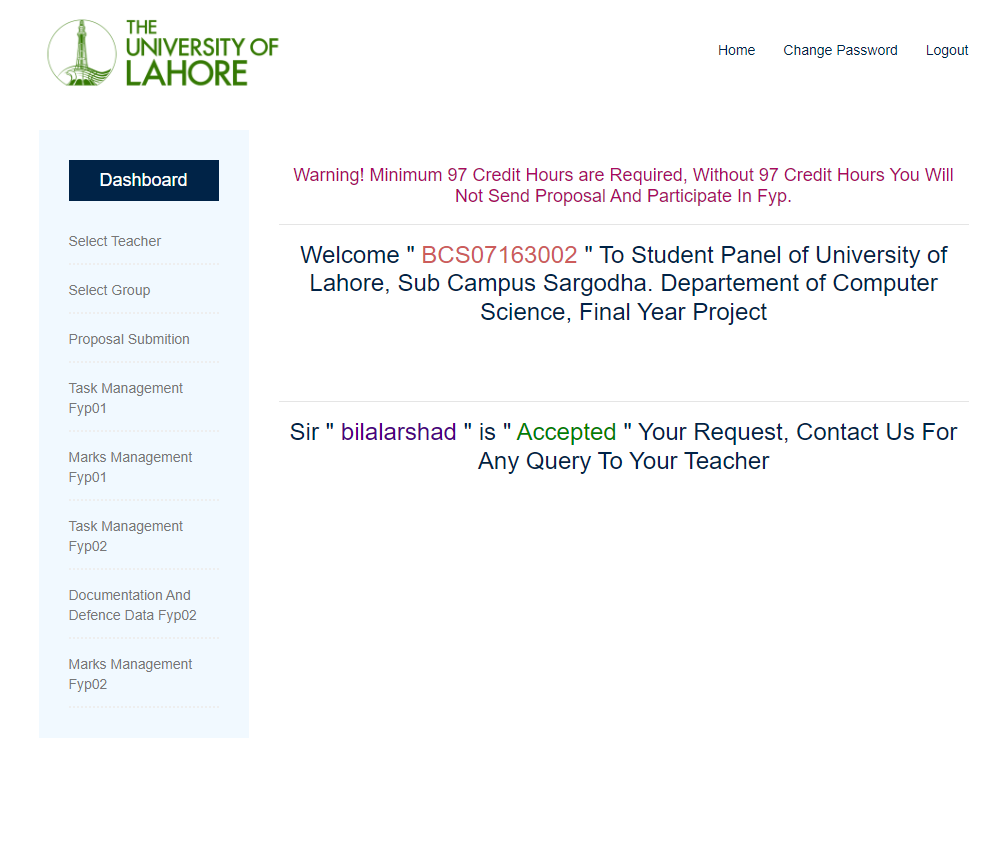 THE
UNIVERSITY OF
LAHORE
Home Change Password Logout
Dashboard
Select Teacher
Select Group
Proposal Submition
Task Management
Fyp01
Marks Management
Fyp01
Task Management
Fyp02
Documentation And
Defence Data Fyp02
Marks Management
Fyp02
Warning! Minimum 97 Credit Hours are Required, Without 97 Credit Hours You Will
Not Send Proposal And Participate In Fyp.
Welcome " BCS07163002 " To Student Panel of University of
Lahore, Sub Campus Sargodha. Departement of Computer
Science, Final Year Project
Sir " bilalarshad " is " Accepted " Your Request, Contact Us For
Any Query To Your Teacher